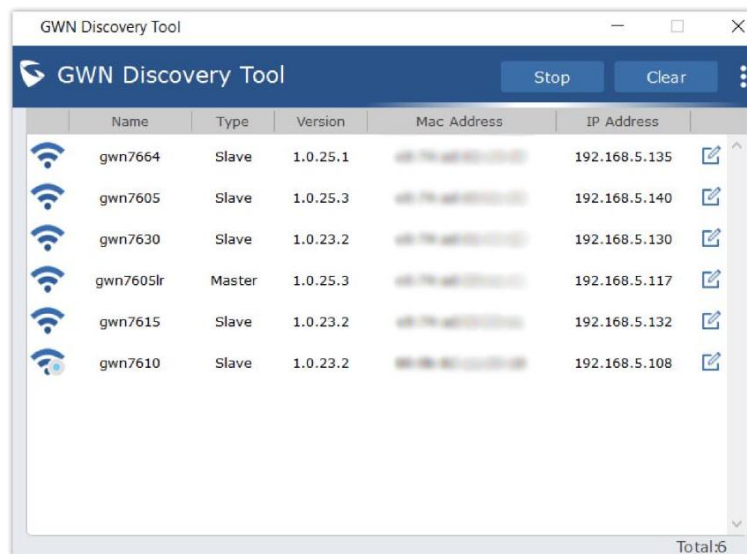 GWN Discovery Tool
GWN Discovery Tool Stop Clear
Name Type Version Mac Address IP Address
gwn7664 Slave 1.0.25.1 192.168.5.135
gwn7605 Slave 1.0.25.3 192.168.5.140
gwn7630 Slave 1.0.23.2 192.168.5.130
gwn7605lr Master 1.0.25.3 192.168.5.117
gwn7615 Slave 1.0.23.2 192.168.5.132
gwn7610 Slave 1.0.23.2 192.168.5.108
Total:6